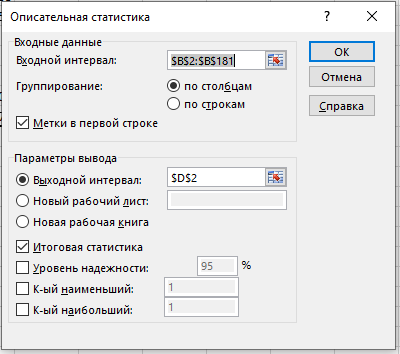 Описательная статистика
Входные данные
Входной интервал: $B$2:$B$181
Группирование: по столбцам
по строкам
Метки в первой строке
OK
Отмена
Справка
Параметры вывода
Выходной интервал: $D$2
Новый рабочий лист:
Новая рабочая книга
Итоговая статистика
Уровень надежности: 95 %
К-ый наименьший: 1
К-ый наибольший: 1